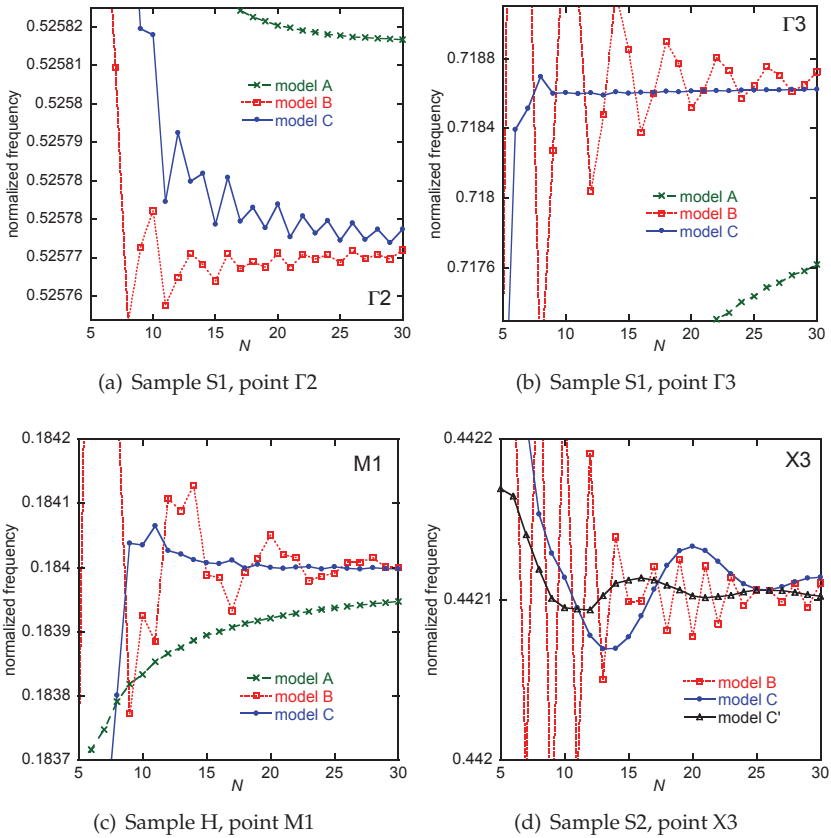 0.52582
0.52581
0.5258
0.52579
0.52578
0.52578
0.52577
0.52576
normalized frequency
model A
model B
model C
Γ2
5 10 15 20 25 30
N
(a) Sample S1, point Γ2
0.7188
0.7184
0.718
0.7176
normalized frequency
Γ3
model A
model B
model C
5 10 15 20 25 30
N
(b) Sample S1, point Γ3
0.1842
0.1841
0.184
0.1839
0.1838
0.1837
normalized frequency
M1
model A
model B
model C
5 10 15 20 25 30
N
(c) Sample H, point M1
0.4422
0.4421
0.442
normalized frequency
X3
model B
model C
model C'
5 10 15 20 25 30
N
(d) Sample S2, point X3